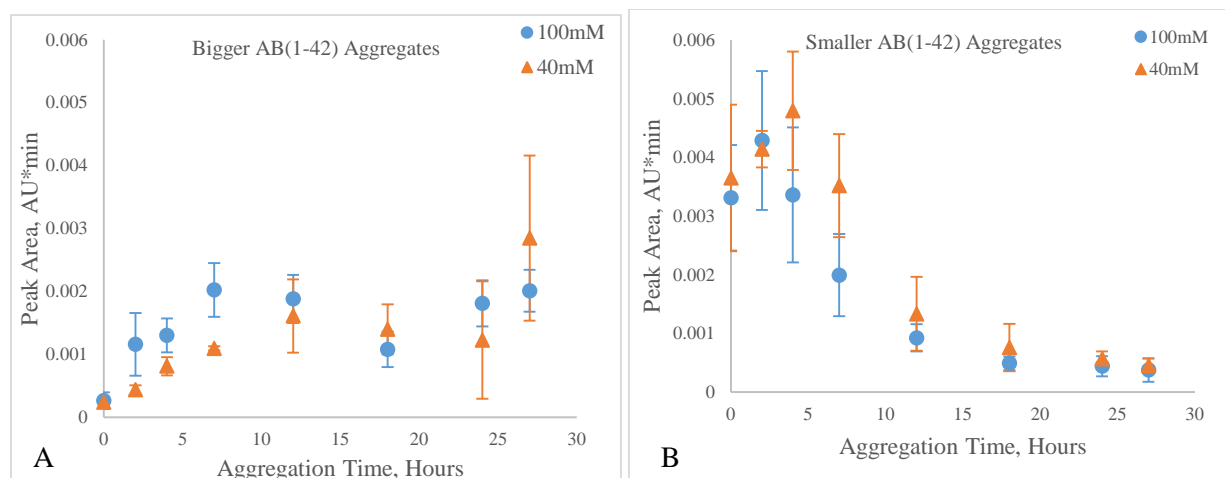 Bigger AB(1-42) Aggregates
100mM
40mM
0.006
0.005
0.004
0.003
0.002
0.001
0
Peak Area, AU*min
0 5 10 15 20 25 30
Aggregation Time, Hours
A
Smaller AB(1-42) Aggregates
100mM
40mM
0.006
0.005
0.004
0.003
0.002
0.001
0
Peak Area, AU*min
0 5 10 15 20 25 30
Aggregation Time, Hours
B